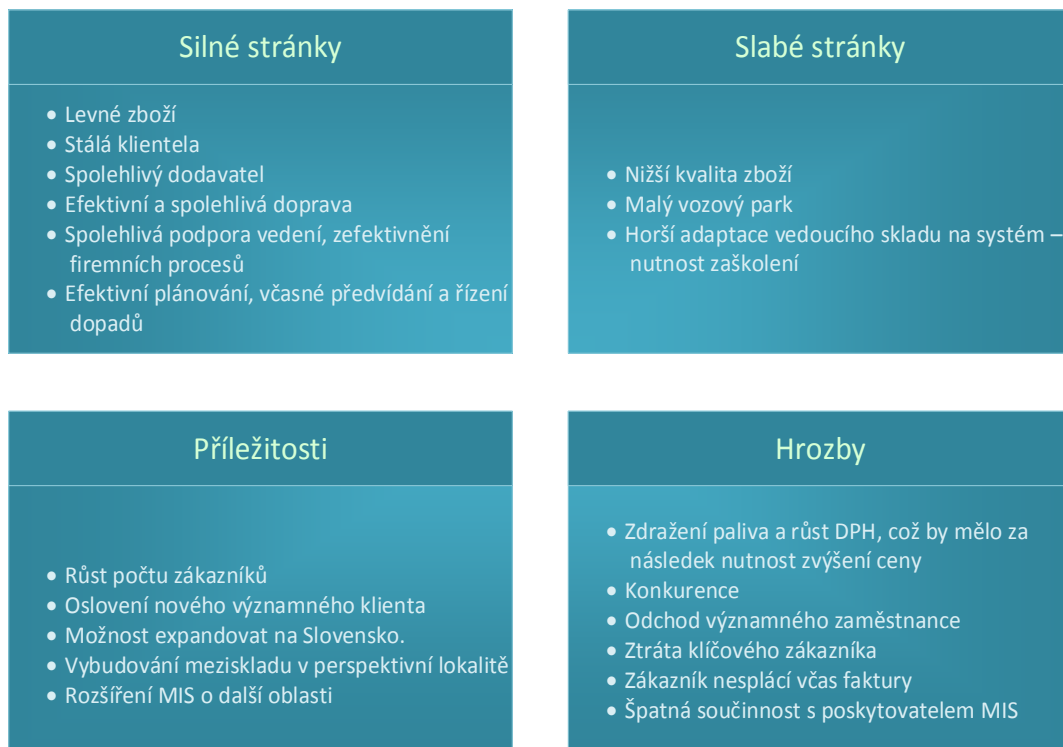 Silné stránky
• Levné zboží
• Stálá klientela
• Spolehlivý dodavatel
• Efektivní a spolehlivá doprava
• Spolehlivá podpora vedení, zefektivnění
firemních procesů
• Efektivní plánování, včasné předvídání a řízení
dopadů
Slabé stránky
• Nižší kvalita zboží
• Malý vozový park
• Horší adaptace vedoucího skladu na systém –
nutnost zaškolení
Příležitosti
• Růst počtu zákazníků
• Oslovení nového významného klienta
• Možnost expandovat na Slovensko.
• Vybudování meziskladu v perspektivní lokalitě
• Rozšíření MIS o další oblasti
Hrozby
• Zdražení paliva a růst DPH, což by mělo za
následek nutnost zvýšení ceny
• Konkurence
• Odchod významného zaměstnance
• Ztráta klíčového zákazníka
• Zákazník nesplácí včas faktury
• Špatná součinnost s poskytovatelem MIS